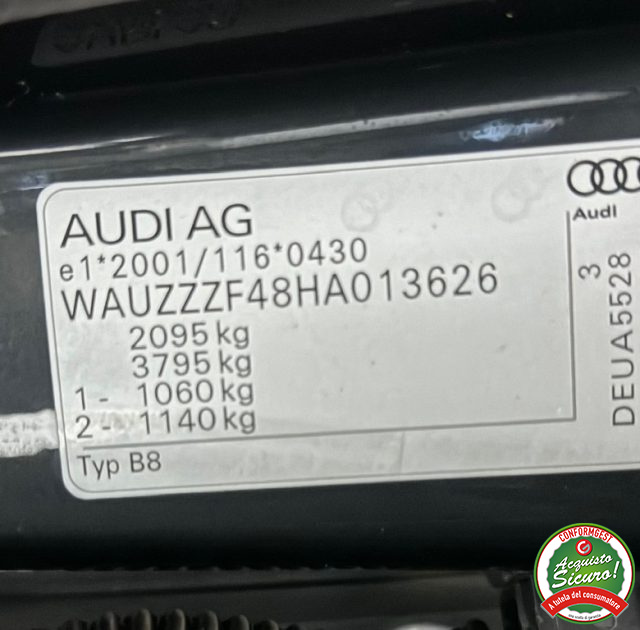 AUDI AG
e1*2001/116*0430
WAUZZZF48HA013626
2095 kg
3795 kg
1 - 1060 kg
2 - 1140 kg
Typ B8
Audi
3
DEUA5528
CONFORMGEST
Acquisto
Sicuro!
A tutela del consumatore